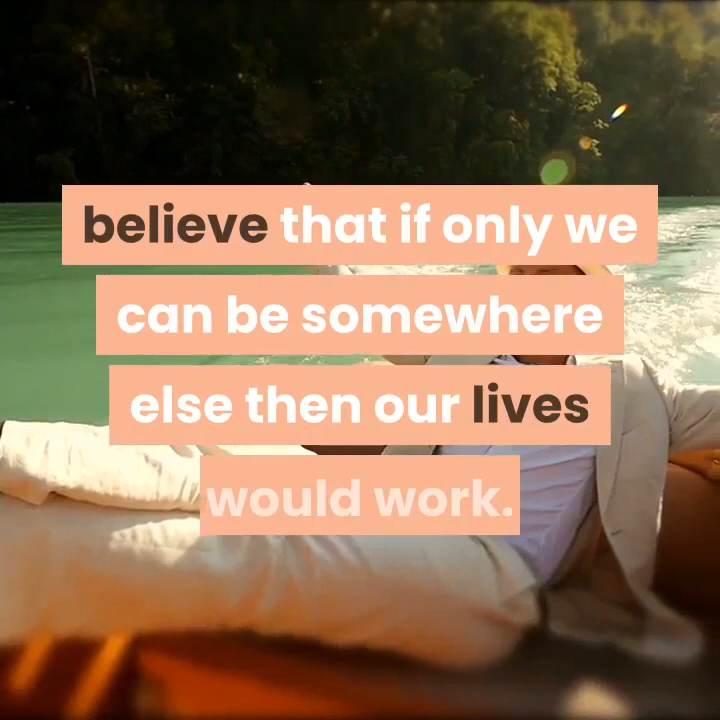 believe that if only we
can be somewhere
else then our lives
would work.